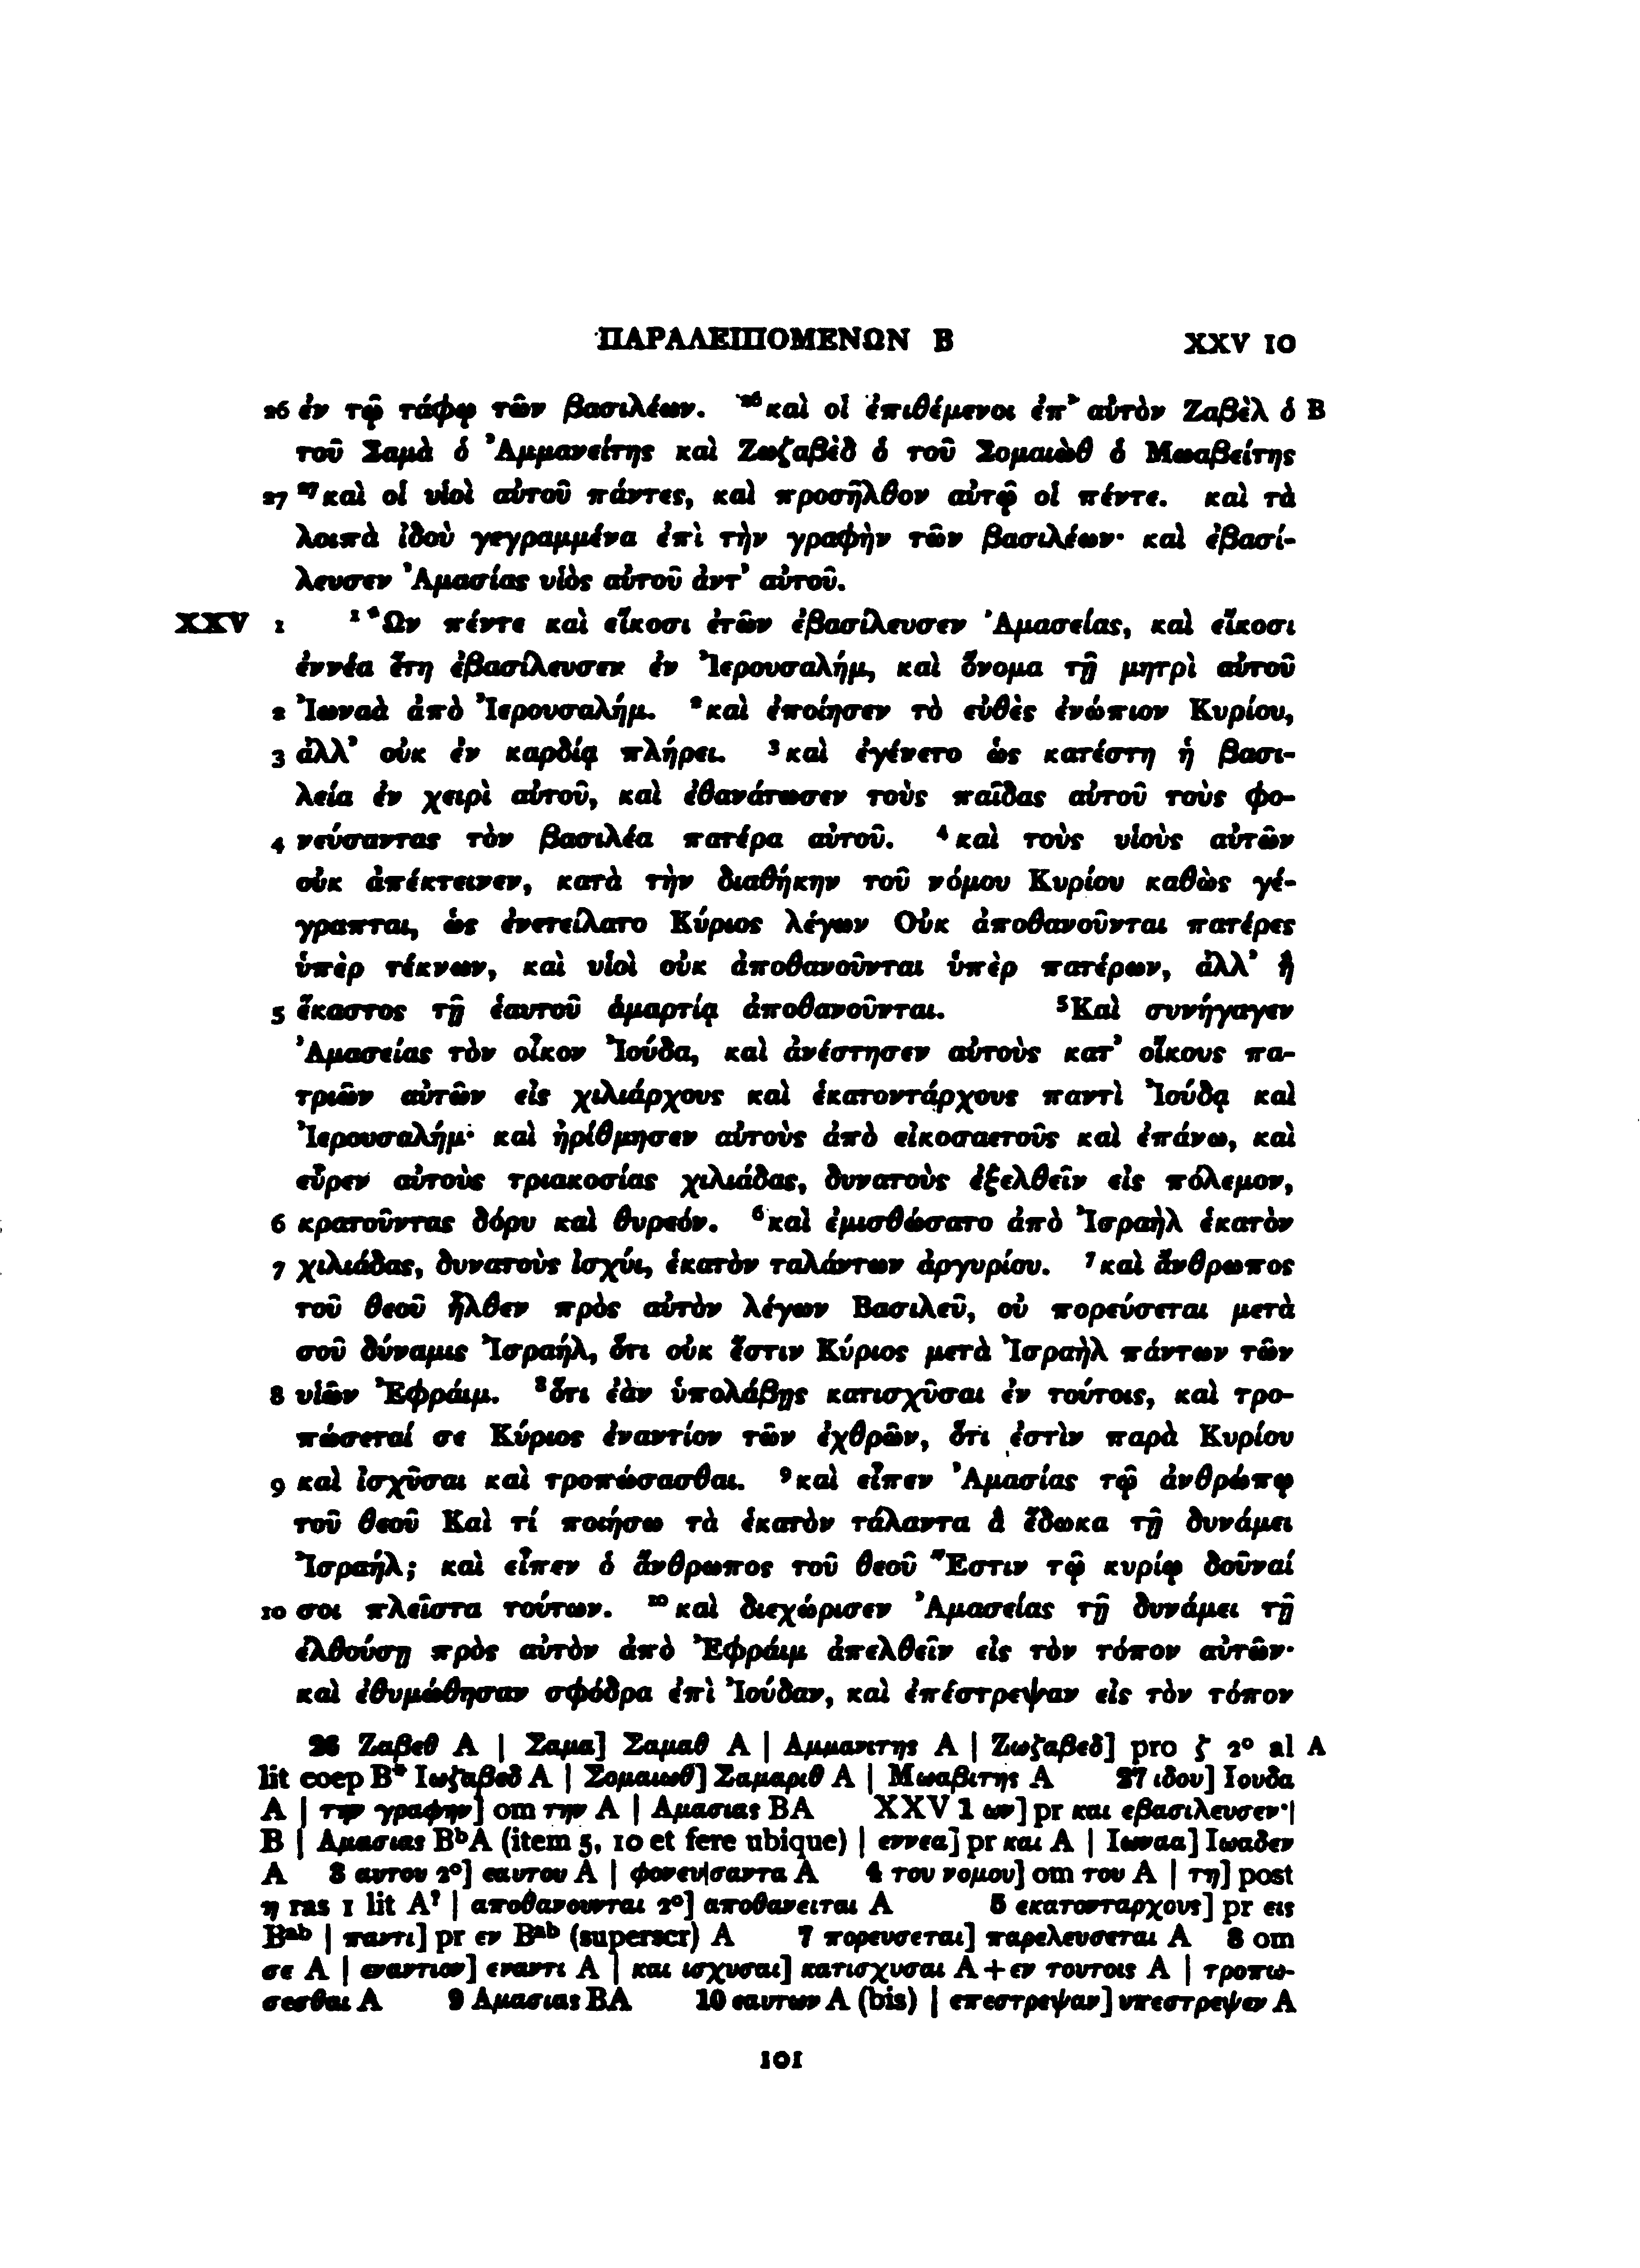 ΠΑΡΑΛΕΙΠΟΜΕΝΩΝ Β XXV 10
26 ἐν τῷ τάφῳ τῶν βασιλέων. ²⁶καὶ οἱ ἐπιθέμενοι ἐπ᾽ αὐτὸν Ζαβὲλ ὁ B
τοῦ Σαμὰ ὁ Ἀμμανείτης καὶ Ζωζαβὲδ ὁ τοῦ Σομαιὼθ ὁ Μωαβείτης
27 ²⁷καὶ οἱ υἱοὶ αὐτοῦ πάντες, καὶ προσῆλθον αὐτῷ οἱ πέντε. καὶ τὰ
λοιπὰ ἰδοὺ γεγραμμένα ἐπὶ τὴν γραφὴν τῶν βασιλέων· καὶ ἐβασί-
λευσεν Ἀμασίας υἱὸς αὐτοῦ ἀντ᾽ αὐτοῦ.
XXV 1 ¹Ὢν πέντε καὶ εἴκοσι ἐτῶν ἐβασίλευσεν Ἀμασείας, καὶ εἴκοσι
ἐννέα ἔτη ἐβασίλευσεν ἐν Ἰερουσαλήμ, καὶ ὄνομα τῇ μητρὶ αὐτοῦ
2 Ἰωναὰ ἀπὸ Ἰερουσαλήμ. ²καὶ ἐποίησεν τὸ εὐθὲς ἐνώπιον Κυρίου,
3 ἀλλ᾽ οὐκ ἐν καρδίᾳ πλήρει. ³καὶ ἐγένετο ὡς κατέστη ἡ βασι-
λεία ἐν χειρὶ αὐτοῦ, καὶ ἐθανάτωσεν τοὺς παῖδας αὐτοῦ τοὺς φο-
4 νεύσαντας τὸν βασιλέα πατέρα αὐτοῦ. ⁴καὶ τοὺς υἱοὺς αὐτῶν
οὐκ ἀπέκτεινεν, κατὰ τὴν διαθήκην τοῦ νόμου Κυρίου καθὼς γέ-
γραπται, ὡς ἐνετείλατο Κύριος λέγων Οὐκ ἀποθανοῦνται πατέρες
ὑπὲρ τέκνων, καὶ υἱοὶ οὐκ ἀποθανοῦνται ὑπὲρ πατέρων, ἀλλ᾽ ἢ
5 ἕκαστος τῇ ἑαυτοῦ ἁμαρτίᾳ ἀποθανοῦνται. ⁵Καὶ συνήγαγεν
Ἀμασείας τὸν οἶκον Ἰούδα, καὶ ἀνέστησεν αὐτοὺς κατ᾽ οἴκους πα-
τριῶν αὐτῶν εἰς χιλιάρχους καὶ ἑκατοντάρχους παντὶ Ἰούδᾳ καὶ
Ἰερουσαλήμ· καὶ ἠρίθμησεν αὐτοὺς ἀπὸ εἰκοσαετοῦς καὶ ἐπάνω, καὶ
εὗρεν αὐτοὺς τριακοσίας χιλιάδας, δυνατοὺς ἐξελθεῖν εἰς πόλεμον,
6 κρατοῦντας δόρυ καὶ θυρεόν. ⁶καὶ ἐμισθώσατο ἀπὸ Ἰσραὴλ ἑκατὸν
7 χιλιάδας, δυνατοὺς ἰσχύι, ἑκατὸν ταλάντων ἀργυρίου. ⁷καὶ ἄνθρωπος
τοῦ θεοῦ ἦλθεν πρὸς αὐτὸν λέγων Βασιλεῦ, οὐ πορεύσεται μετὰ
σοῦ δύναμις Ἰσραήλ, ὅτι οὐκ ἔστιν Κύριος μετὰ Ἰσραὴλ πάντων τῶν
8 υἱῶν Ἐφράιμ. ⁸ὅτι ἐὰν ὑπολάβῃς κατισχῦσαι ἐν τούτοις, καὶ τρο-
πώσεταί σε Κύριος ἐναντίον τῶν ἐχθρῶν, ὅτι ἐστὶν παρὰ Κυρίου
9 καὶ ἰσχῦσαι καὶ τροπώσασθαι. ⁹καὶ εἶπεν Ἀμασίας τῷ ἀνθρώπῳ
τοῦ θεοῦ Καὶ τί ποιήσω τὰ ἑκατὸν τάλαντα ἃ ἔδωκα τῇ δυνάμει
Ἰσραήλ; καὶ εἶπεν ὁ ἄνθρωπος τοῦ θεοῦ Ἔστιν τῷ κυρίῳ δοῦναί
10 σοι πλεῖστα τούτων. ¹⁰καὶ διεχώρισεν Ἀμασείας τῇ δυνάμει τῇ
ἐλθούσῃ πρὸς αὐτὸν ἀπὸ Ἐφράιμ ἀπελθεῖν εἰς τὸν τόπον αὐτῶν·
καὶ ἐθυμώθησαν σφόδρα ἐπὶ Ἰούδαν, καὶ ἐπέστρεψαν εἰς τὸν τόπον
26 Ζαβεθ A | Σαμα] Σαμαθ A | Αμμανιτης A | Ζωζαβεδ] pro ζ 2° al A
lit coep B* Ιωζαβεδ A | Σομαιωθ] Σαμαριθ A | Μωαβιτης A 27 ιδου] Ιουδα
A | την γραφην] om την A | Αμασιας BA XXV 1 ων] pr και εβασιλευσεν·|
B | Αμασιας BᵇA (item 5, 10 et fere ubique) | εννεα] pr και A | Ιωναα] Ιωαδεν
A 3 αυτου 2°] εαυτου A | φονευ|σαντα A 4 του νομου] om του A | τη] post
η ras 1 lit A? | αποθανουνται 2°] αποθανειται A 5 εκατονταρχους] pr εις
Bᵃᵇ | παντι] pr εν Bᵃᵇ (superscr) A 7 πορευσεται] παρελευσεται A 8 om
σε A | εναντιον] εναντι A | και ισχυσαι] κατισχυσαι A + εν τουτοις A | τροπω-
σεσθαι A 9 Αμασιας BA 10 εαυτων A (bis) | επεστρεψαν] υπεστρεψεν A
101